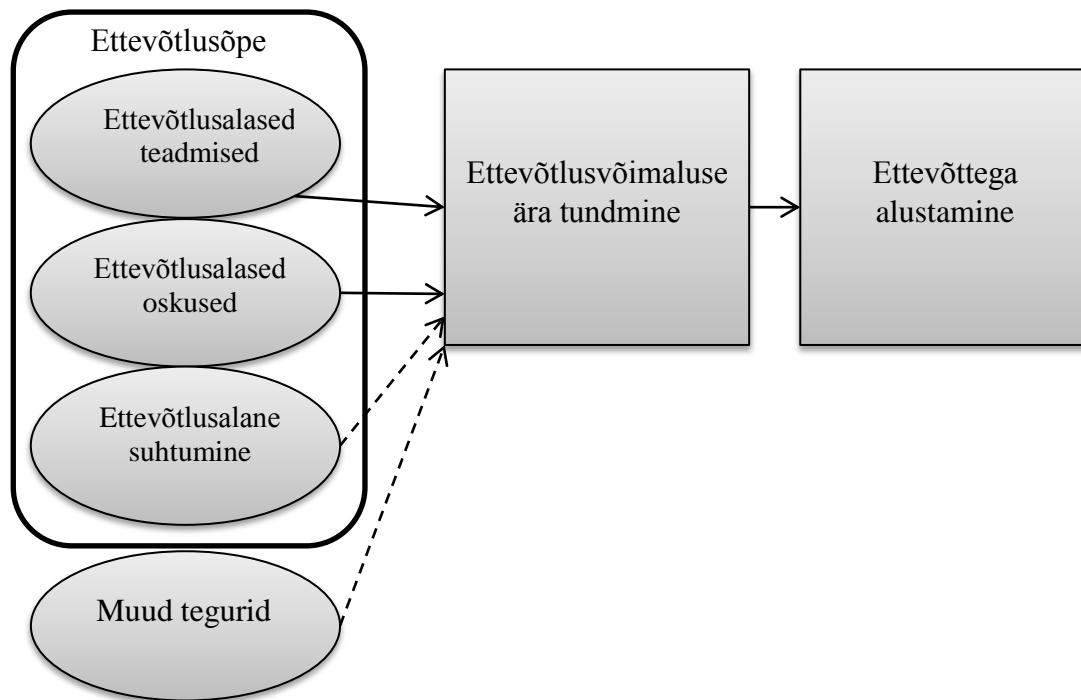 Ettevõtlusõpe
Ettevõtlusalased
teadmised
Ettevõtlusalased
oskused
Ettevõtlusalane
suhtumine
Muud tegurid
Ettevõtlusvõimaluse
ära tundmine
Ettevõttega
alustamine